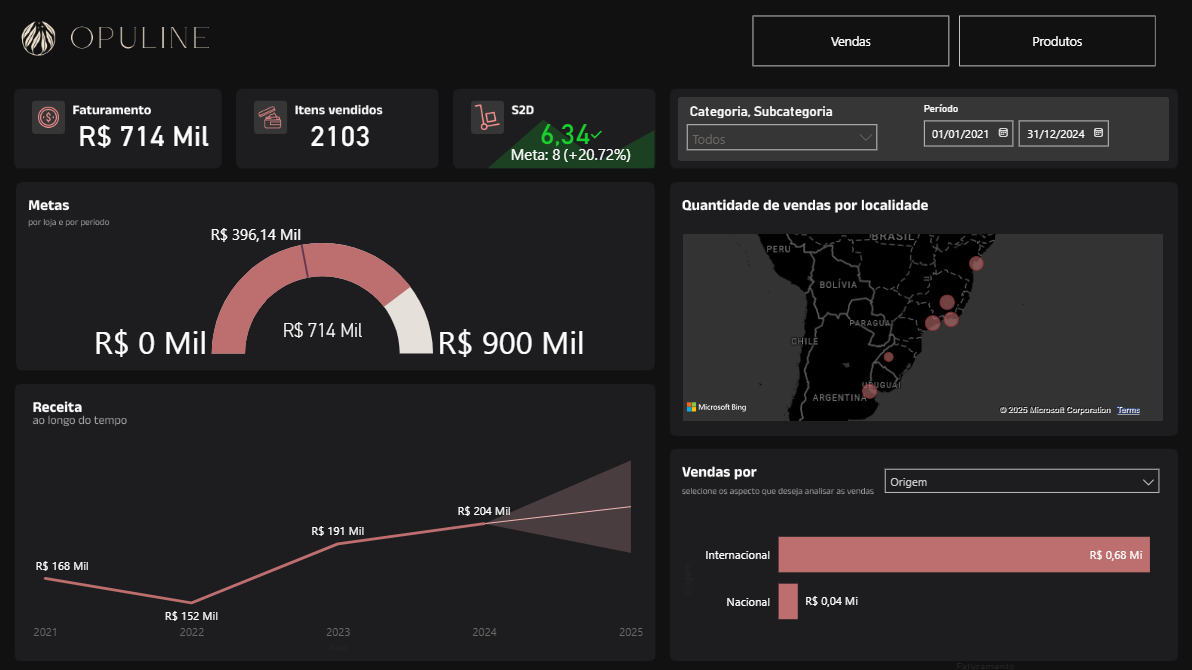 OPULINE
Vendas
Produtos
Faturamento
R$ 714 Mil
Itens vendidos
2103
S2D
6,34
Meta: 8 (+20.72%)
Categoria, Subcategoria
Todos
Período
01/01/2021
31/12/2024
Metas
por loja e por período
R$ 396,14 Mil
R$ 0 Mil
R$ 714 Mil
R$ 900 Mil
Quantidade de vendas por localidade
BRASIL
PERU
BOLÍVIA
PARAGUAI
CHILE
URUGUAI
ARGENTINA
Microsoft Bing
© 2025 Microsoft Corporation Terms
Receita
ao longo do tempo
R$ 168 Mil
R$ 152 Mil
R$ 191 Mil
R$ 204 Mil
2021
2022
2023
2024
2025
Vendas por
selecione os aspecto que deseja analisar as vendas
Origem
Internacional
R$ 0,68 Mi
Nacional
R$ 0,04 Mi
Faturamento